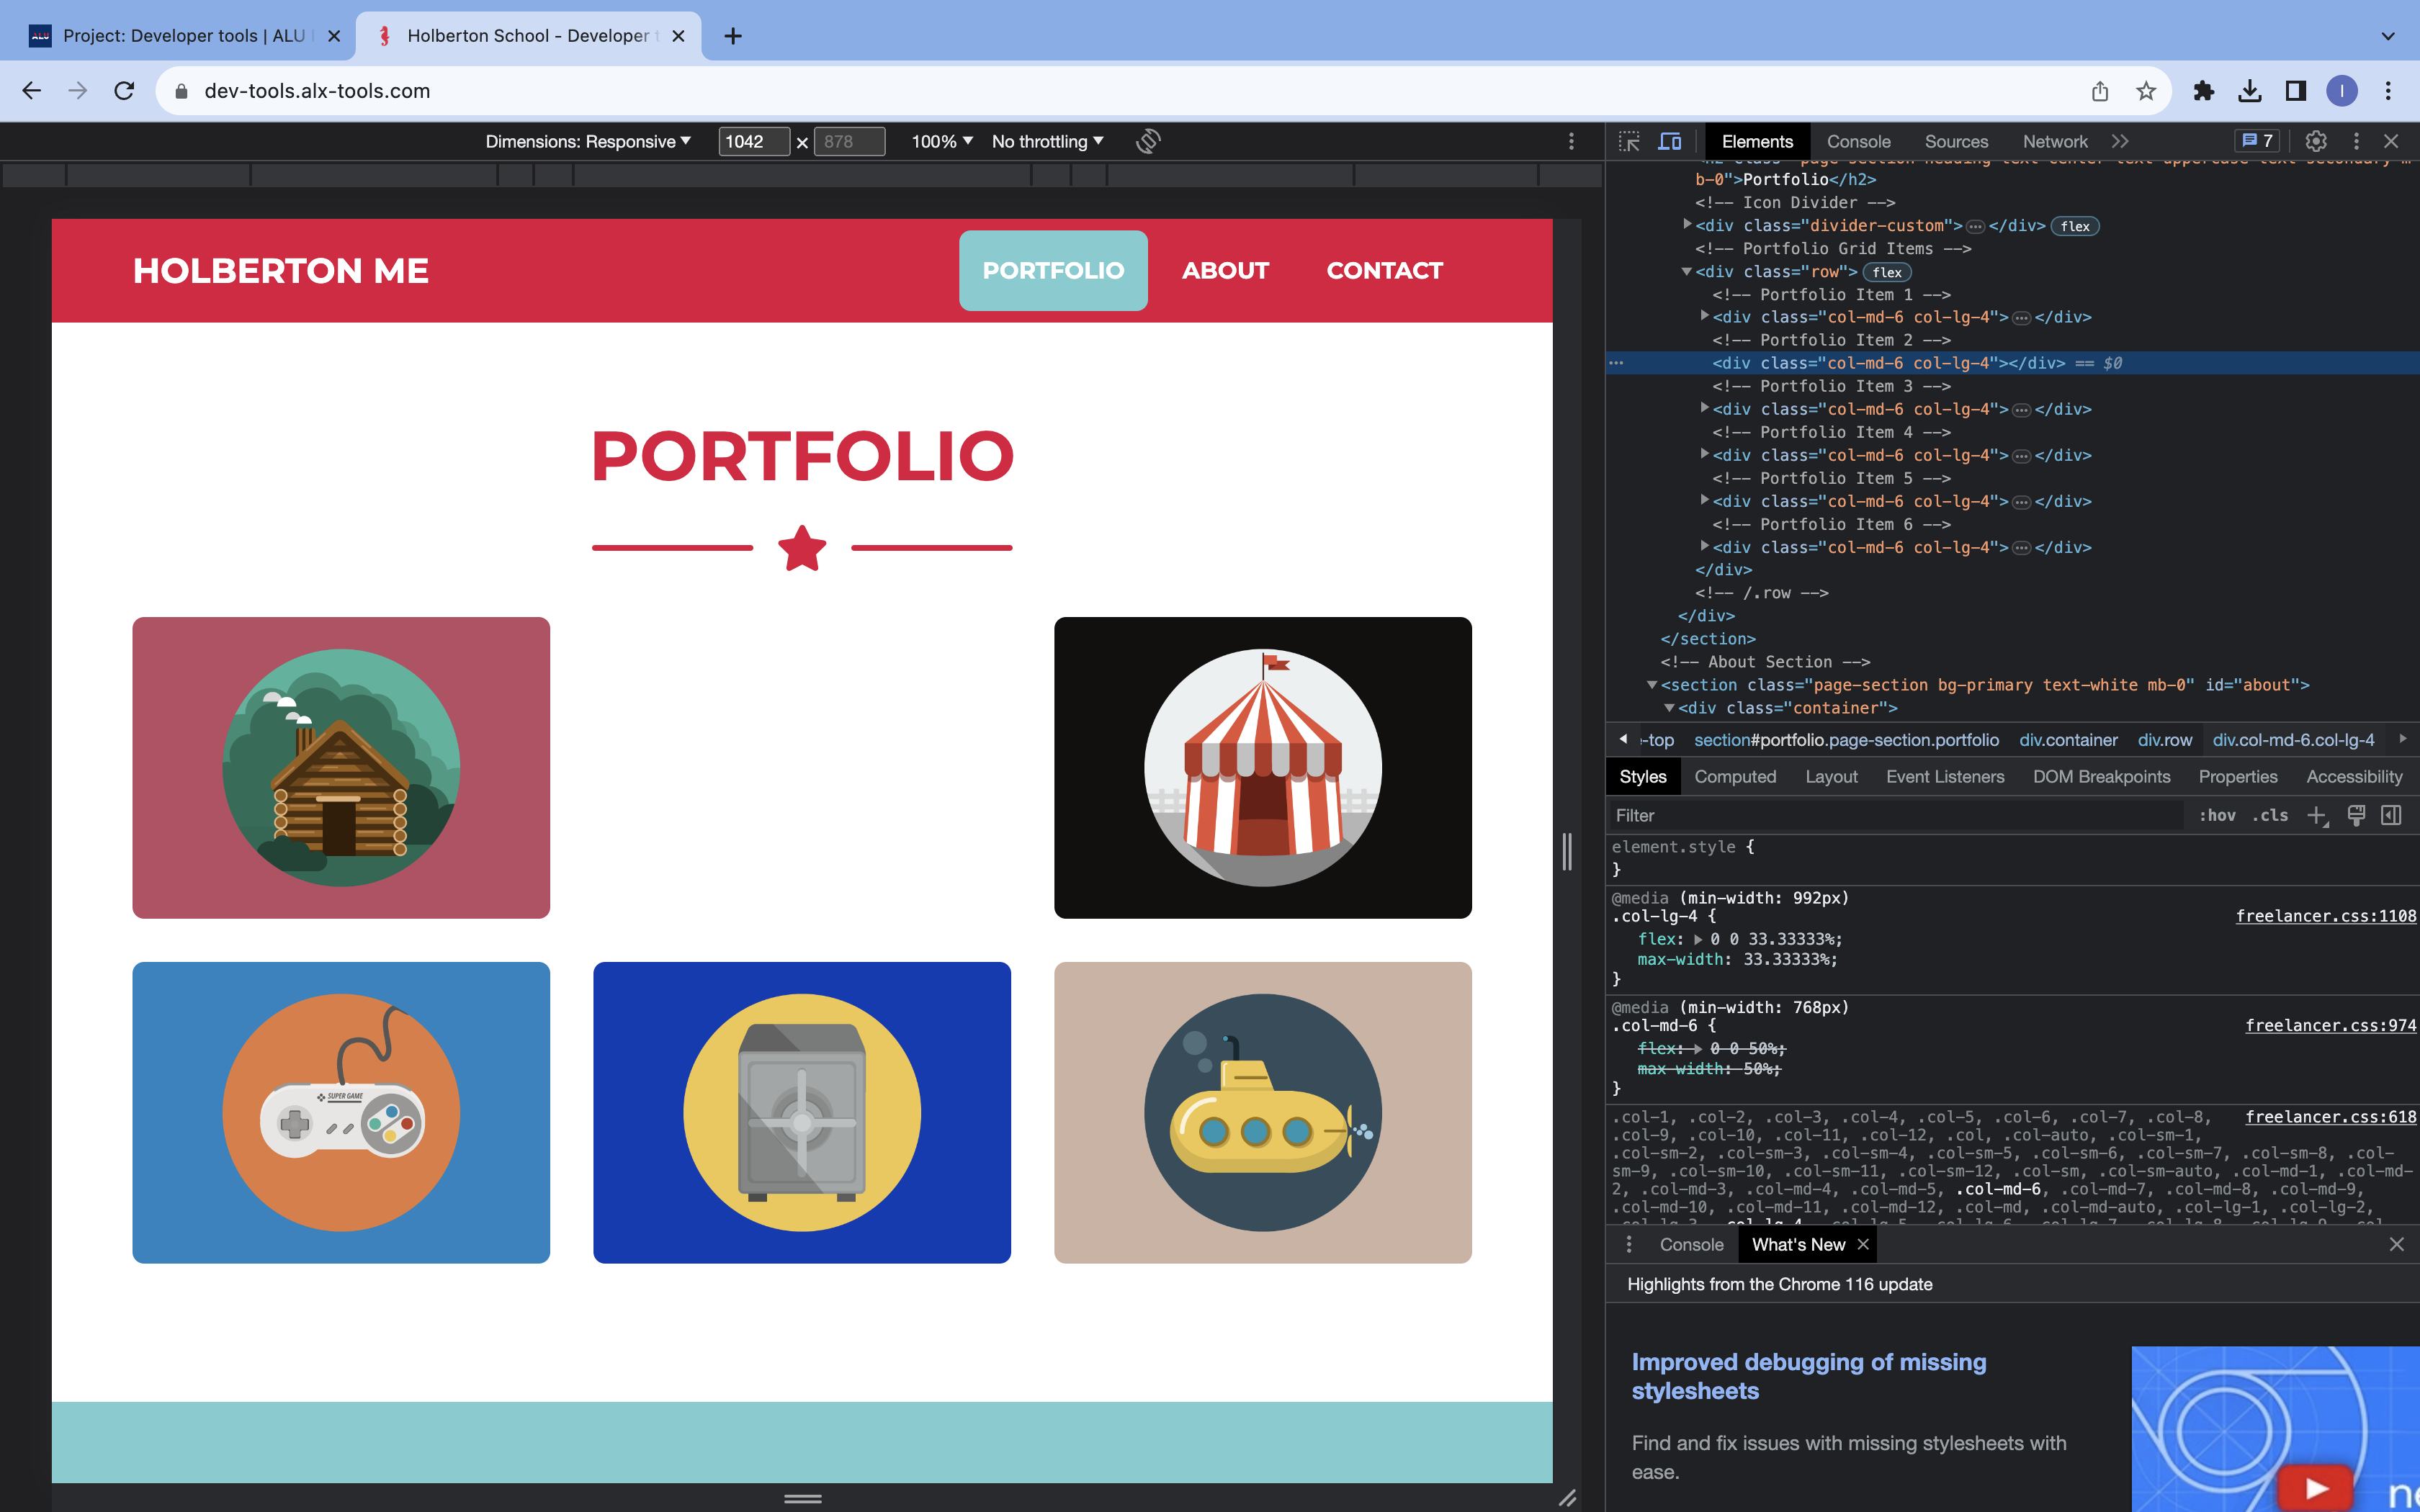 Project: Developer tools | ALU
Holberton School - Developer
dev-tools.alx-tools.com
I
Dimensions: Responsive
1042
×
878
100%
No throttling
Elements
Console
Sources
Network
7
HOLBERTON ME
PORTFOLIO
ABOUT
CONTACT
PORTFOLIO
SUPER GAME
b-0">Portfolio</h2>
<!-- Icon Divider -->
<div class="divider-custom">…</div> flex
<!-- Portfolio Grid Items -->
<div class="row"> flex
<!-- Portfolio Item 1 -->
<div class="col-md-6 col-lg-4">…</div>
<!-- Portfolio Item 2 -->
<div class="col-md-6 col-lg-4"></div> == $0
<!-- Portfolio Item 3 -->
<div class="col-md-6 col-lg-4">…</div>
<!-- Portfolio Item 4 -->
<div class="col-md-6 col-lg-4">…</div>
<!-- Portfolio Item 5 -->
<div class="col-md-6 col-lg-4">…</div>
<!-- Portfolio Item 6 -->
<div class="col-md-6 col-lg-4">…</div>
</div>
<!-- /.row -->
</div>
</section>
<!-- About Section -->
<section class="page-section bg-primary text-white mb-0" id="about">
<div class="container">
-top section#portfolio.page-section.portfolio div.container div.row div.col-md-6.col-lg-4
Styles Computed Layout Event Listeners DOM Breakpoints Properties Accessibility
Filter
:hov .cls
element.style {
}
@media (min-width: 992px)
.col-lg-4 { freelancer.css:1108
flex: 0 0 33.33333%;
max-width: 33.33333%;
}
@media (min-width: 768px)
.col-md-6 { freelancer.css:974
flex: 0 0 50%;
max-width: 50%;
}
.col-1, .col-2, .col-3, .col-4, .col-5, .col-6, .col-7, .col-8, freelancer.css:618
.col-9, .col-10, .col-11, .col-12, .col, .col-auto, .col-sm-1,
.col-sm-2, .col-sm-3, .col-sm-4, .col-sm-5, .col-sm-6, .col-sm-7, .col-sm-8, .col-
sm-9, .col-sm-10, .col-sm-11, .col-sm-12, .col-sm, .col-sm-auto, .col-md-1, .col-md-
2, .col-md-3, .col-md-4, .col-md-5, .col-md-6, .col-md-7, .col-md-8, .col-md-9,
.col-md-10, .col-md-11, .col-md-12, .col-md, .col-md-auto, .col-lg-1, .col-lg-2,
Console
What's New
Highlights from the Chrome 116 update
Improved debugging of missing
stylesheets
Find and fix issues with missing stylesheets with
ease.